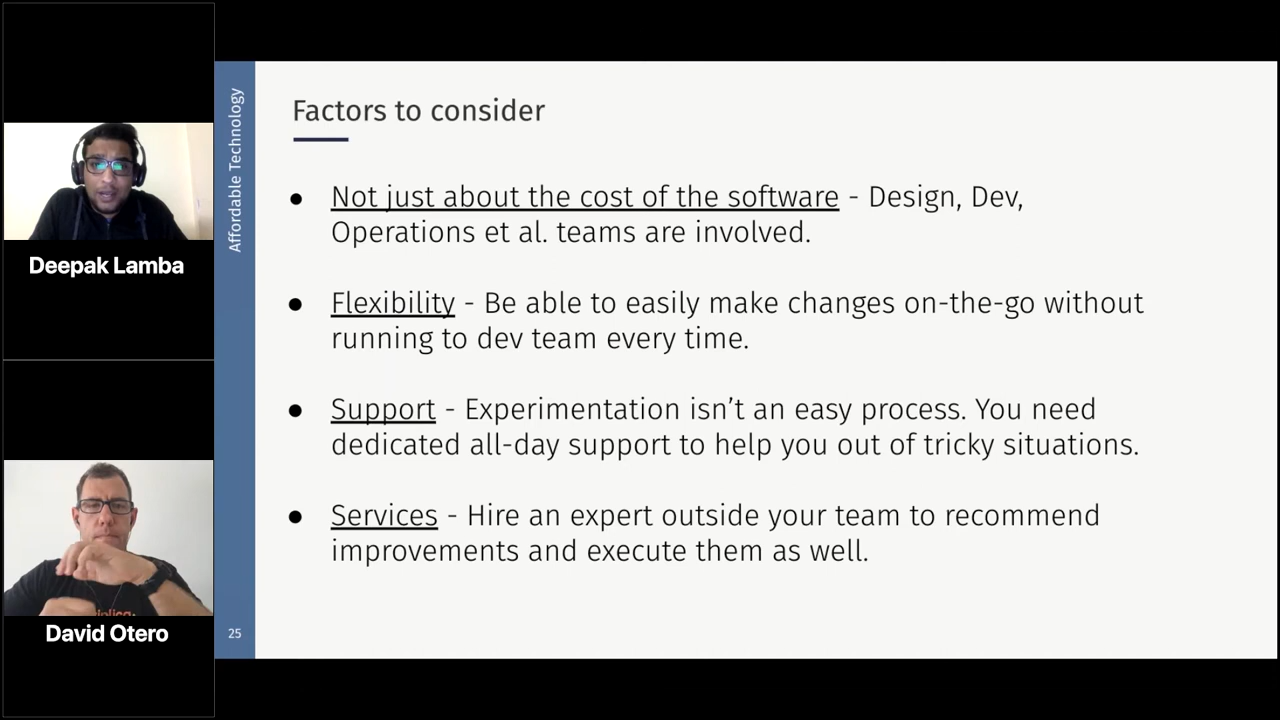 Affordable Technology
Factors to consider
● Not just about the cost of the software - Design, Dev,
Operations et al. teams are involved.
● Flexibility - Be able to easily make changes on-the-go without
running to dev team every time.
● Support - Experimentation isn't an easy process. You need
dedicated all-day support to help you out of tricky situations.
● Services - Hire an expert outside your team to recommend
improvements and execute them as well.
25
Deepak Lamba
David Otero